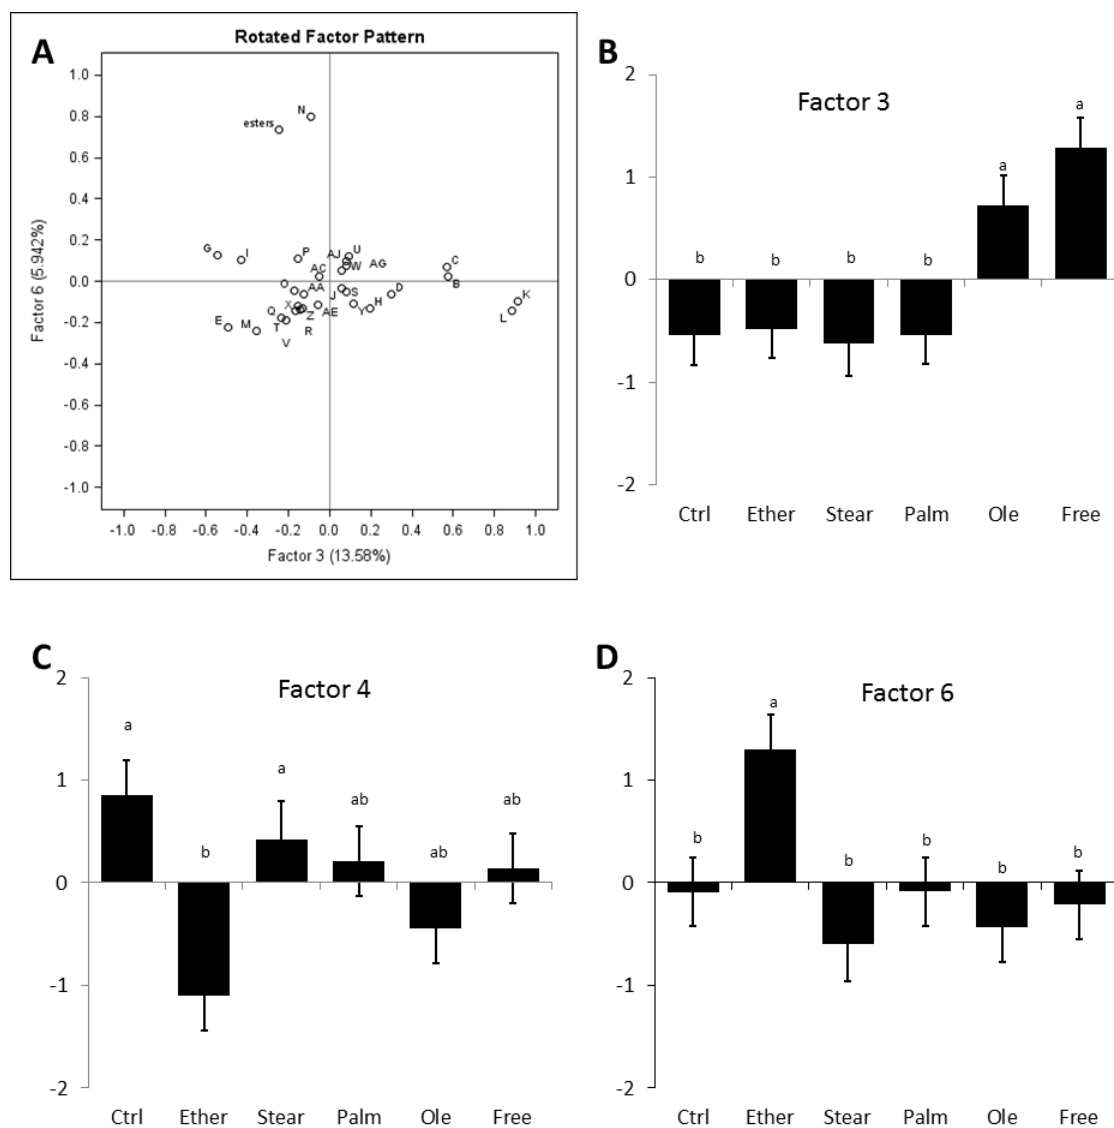 A
Rotated Factor Pattern
1.0
0.8
0.6
0.4
0.2
0.0
-0.2
-0.4
-0.6
-0.8
-1.0
Factor 6 (5.942%)
N
esters
G
I
P
AJ
U
AC
W
AG
C
B
AA
J
S
D
K
X
AE
Y
H
L
Q
Z
E
M
T
R
V
-1.0 -0.8 -0.6 -0.4 -0.2 0.0 0.2 0.4 0.6 0.8 1.0
Factor 3 (13.58%)
B
Factor 3
2
1
0
-1
-2
b b b b a a
Ctrl Ether Stear Palm Ole Free
C
Factor 4
2
1
0
-1
-2
a b a ab ab ab
Ctrl Ether Stear Palm Ole Free
D
Factor 6
2
1
0
-1
-2
b a b b b b
Ctrl Ether Stear Palm Ole Free